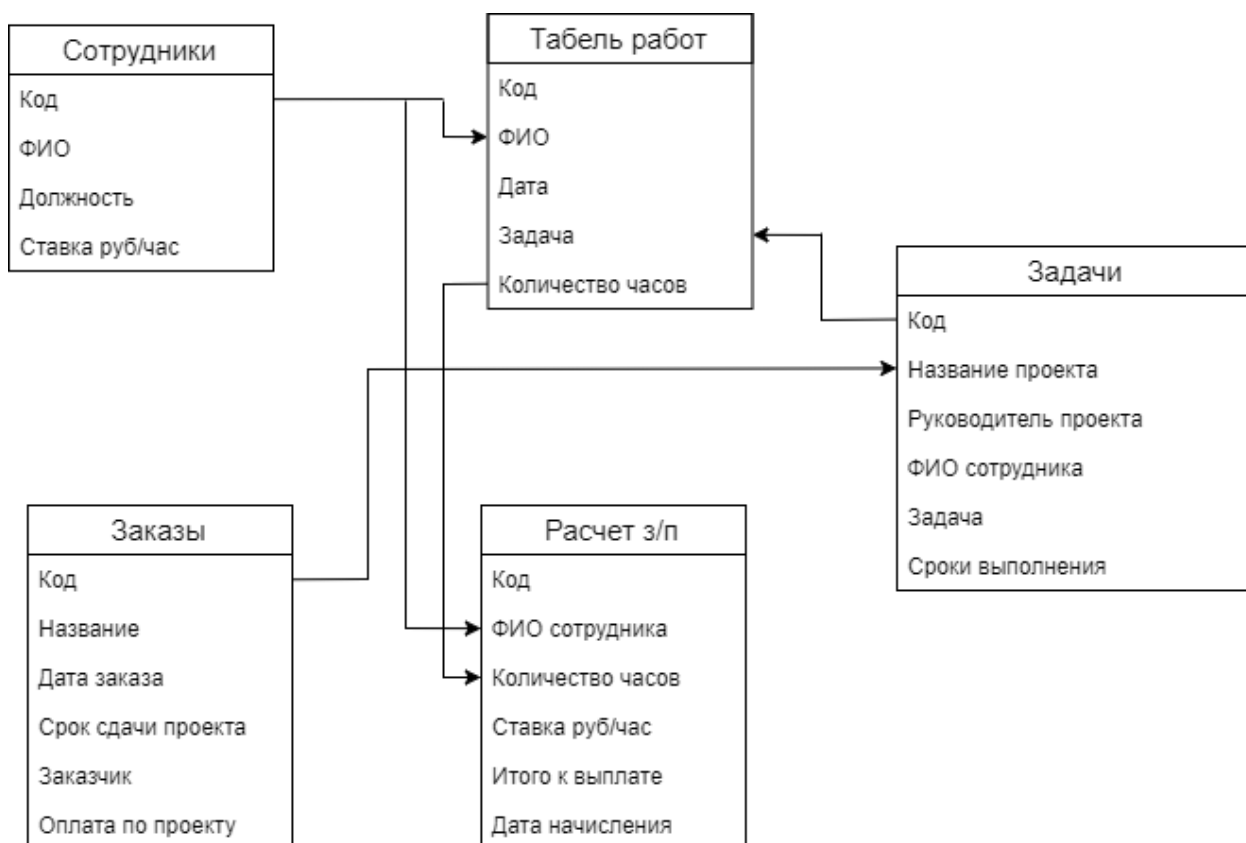 Сотрудники
Код
ФИО
Должность
Ставка руб/час
Табель работ
Код
ФИО
Дата
Задача
Количество часов
Задачи
Код
Название проекта
Руководитель проекта
ФИО сотрудника
Задача
Сроки выполнения
Заказы
Код
Название
Дата заказа
Срок сдачи проекта
Заказчик
Оплата по проекту
Расчет з/п
Код
ФИО сотрудника
Количество часов
Ставка руб/час
Итого к выплате
Дата начисления